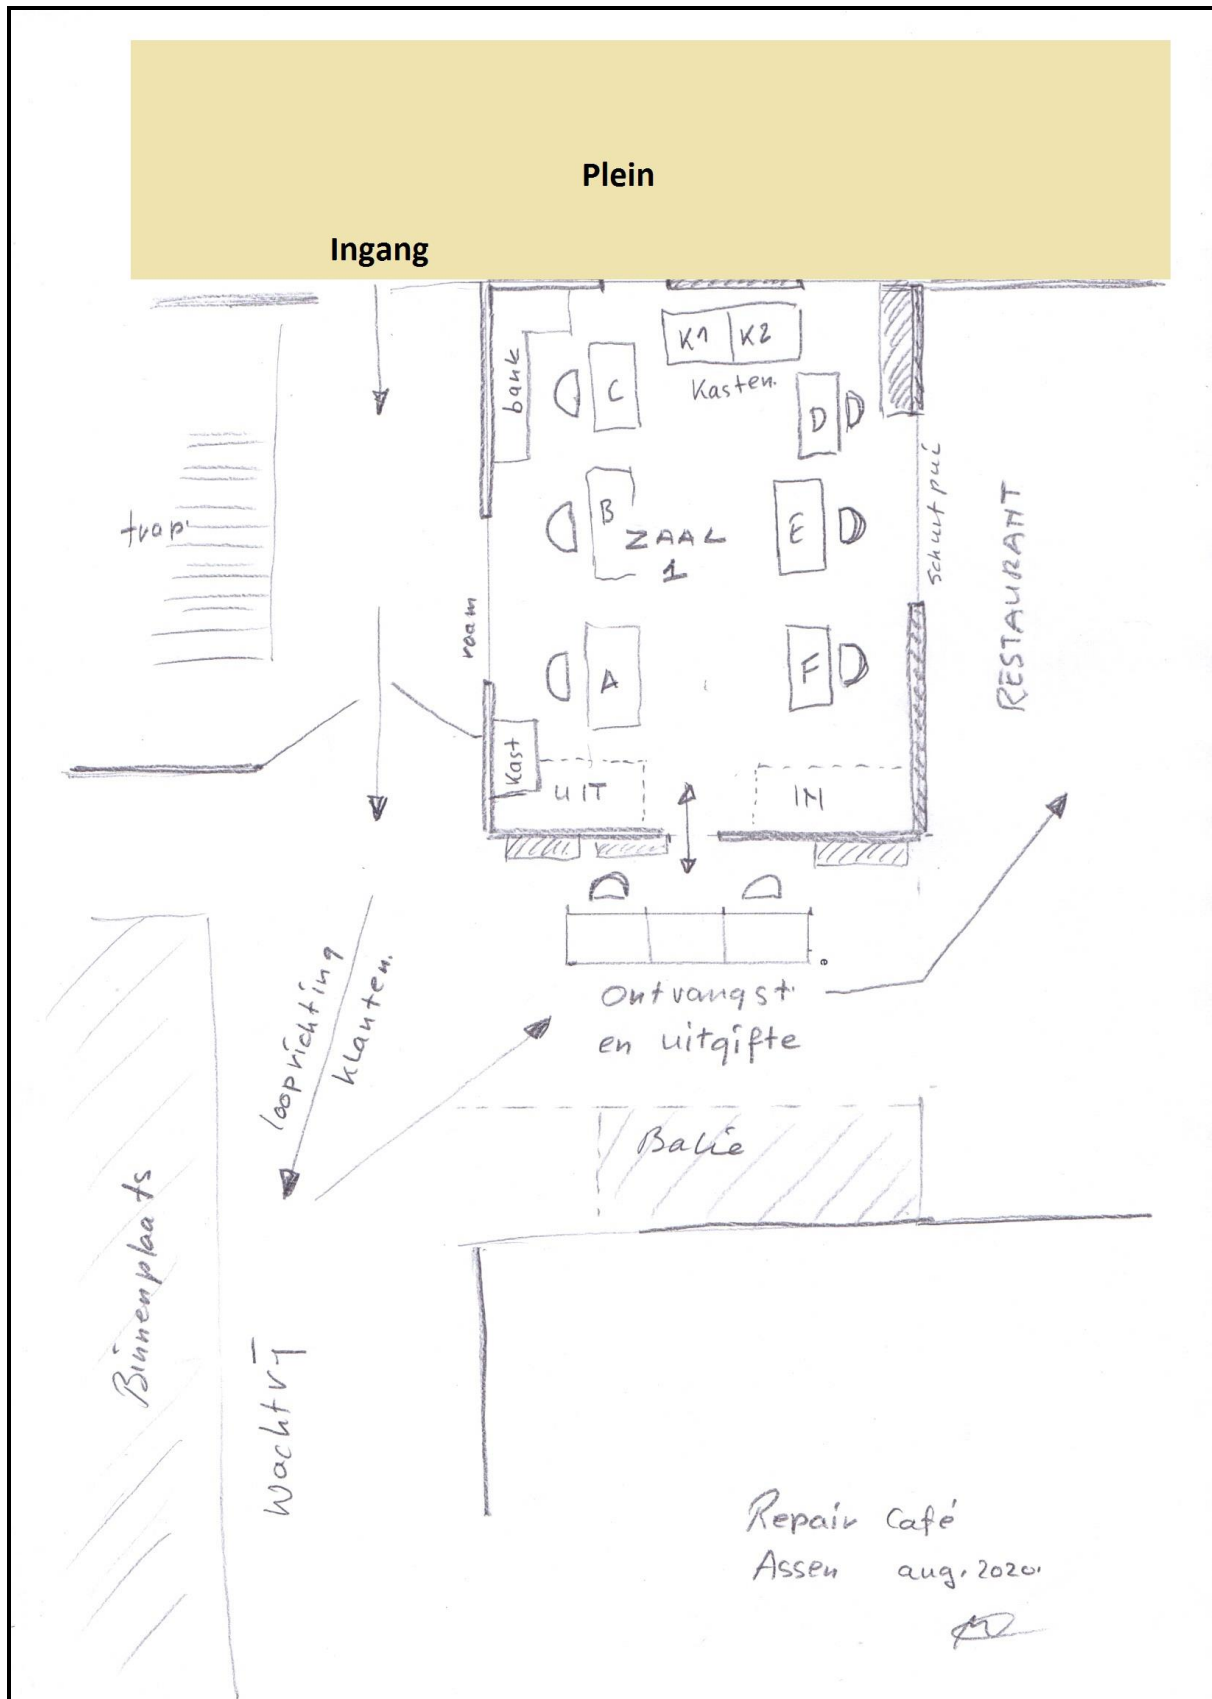 Plein
Ingang
K1 K2
Kasten.
bank
C
D
trap.
B
ZAAL
1
E
schuifpui
RESTAURANT
raam
A
F
Kast
UIT
IN
looprichting
klanten.
Ontvangst
en uitgifte
e
Balie
Binnenplaats
Wachtrij
Repair Café
Assen aug. 2020.